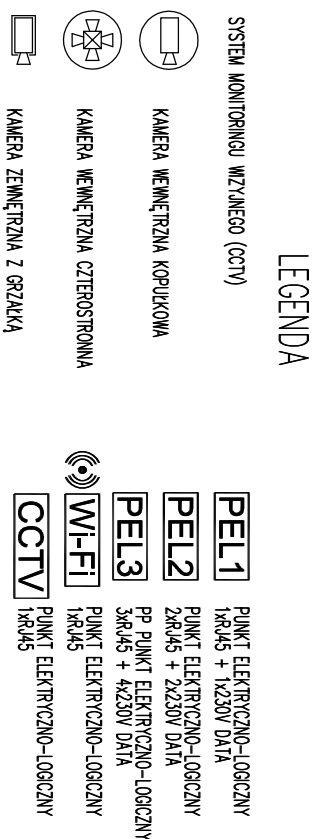 LEGENDA
SYSTEM MONITORINGU WIZYJNEGO (CCTV)
KAMERA WEWNĘTRZNA KOPUŁKOWA
KAMERA WEWNĘTRZNA CZTEROSTRONNA
KAMERA ZEWNĘTRZNA Z GRZAŁKĄ
PEL1
PUNKT ELEKTRYCZNO-LOGICZNY
1xRJ45 + 1x230V DATA
PEL2
PUNKT ELEKTRYCZNO-LOGICZNY
2xRJ45 + 2x230V DATA
PEL3
PP PUNKT ELEKTRYCZNO-LOGICZNY
3xRJ45 + 4x230V DATA
Wi-Fi
PUNKT ELEKTRYCZNO-LOGICZNY
1xRJ45
CCTV
PUNKT ELEKTRYCZNO-LOGICZNY
1xRJ45